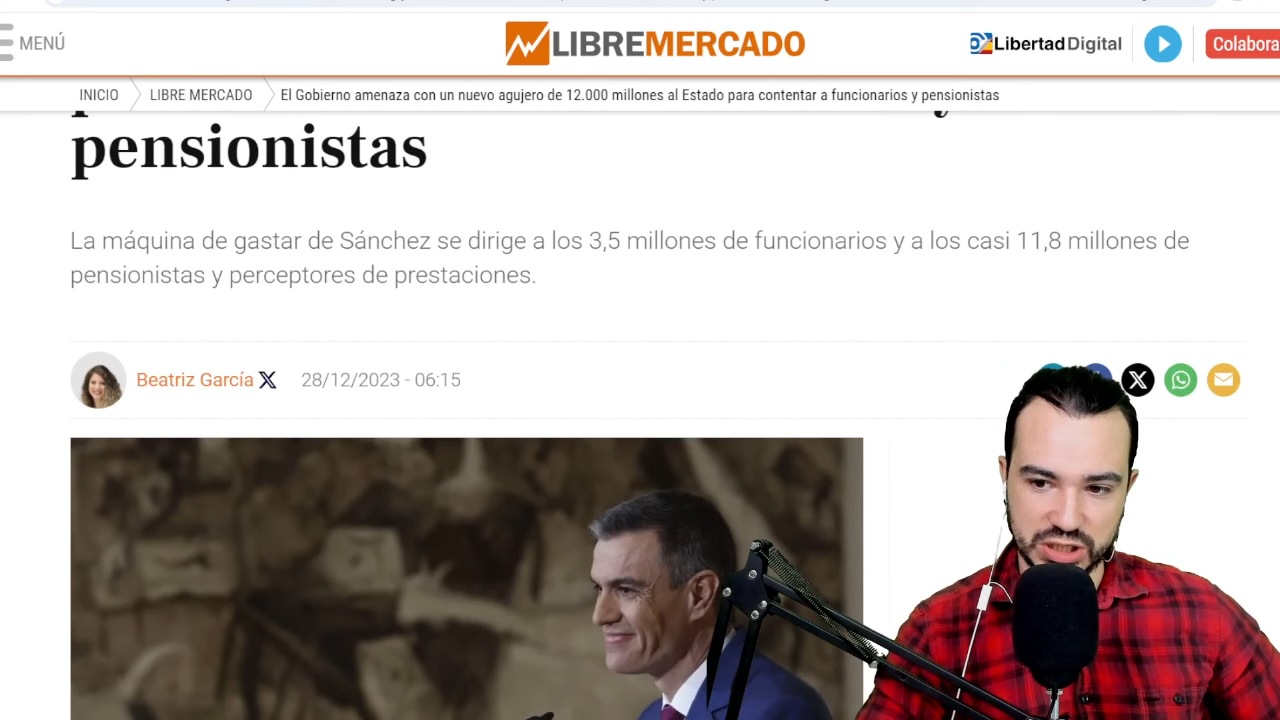 MENÚ
LIBREMERCADO
LibertadDigital
Colabora
INICIO
LIBRE MERCADO
El Gobierno amenaza con un nuevo agujero de 12.000 millones al Estado para contentar a funcionarios y pensionistas
pensionistas
La máquina de gastar de Sánchez se dirige a los 3,5 millones de funcionarios y a los casi 11,8 millones de
pensionistas y perceptores de prestaciones.
Beatriz García
28/12/2023 - 06:15